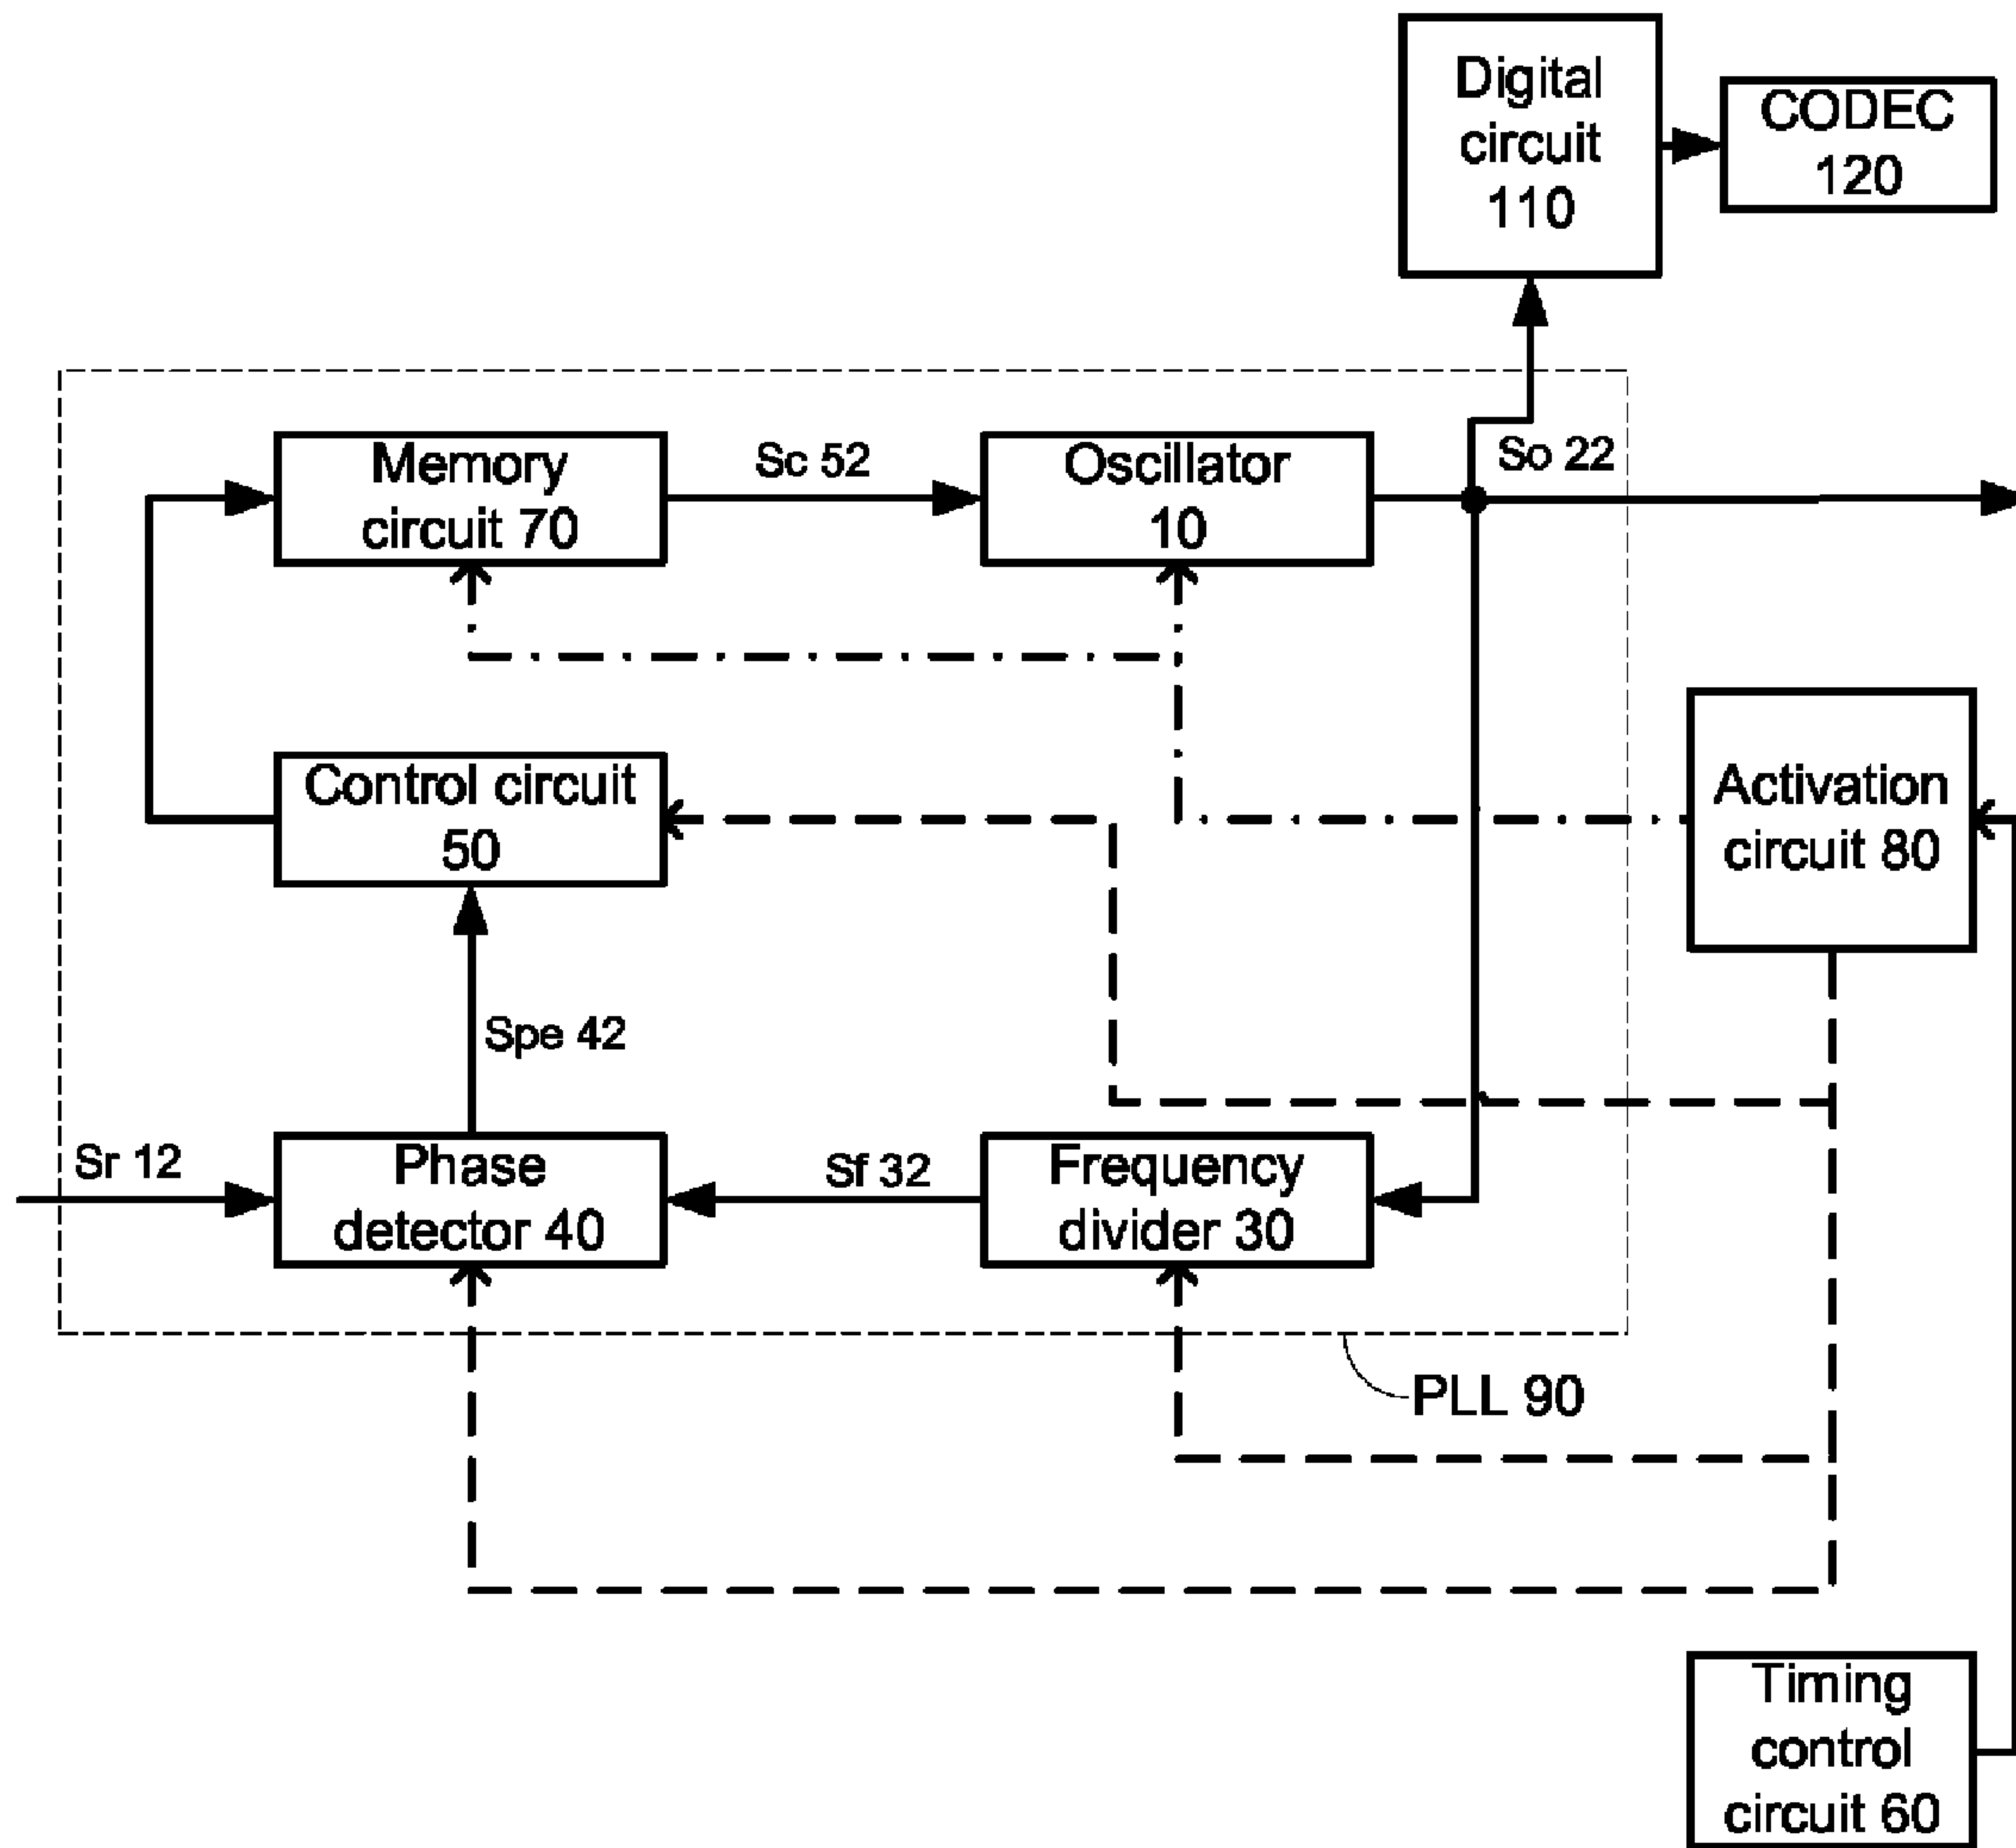 Digital
circuit
110
CODEC
120
Memory
circuit 70
Sc 52
Oscillator
10
So 22
Control circuit
50
Activation
circuit 80
Spe 42
Sr 12
Phase
detector 40
Sf 32
Frequency
divider 30
PLL 90
Timing
control
circuit 60